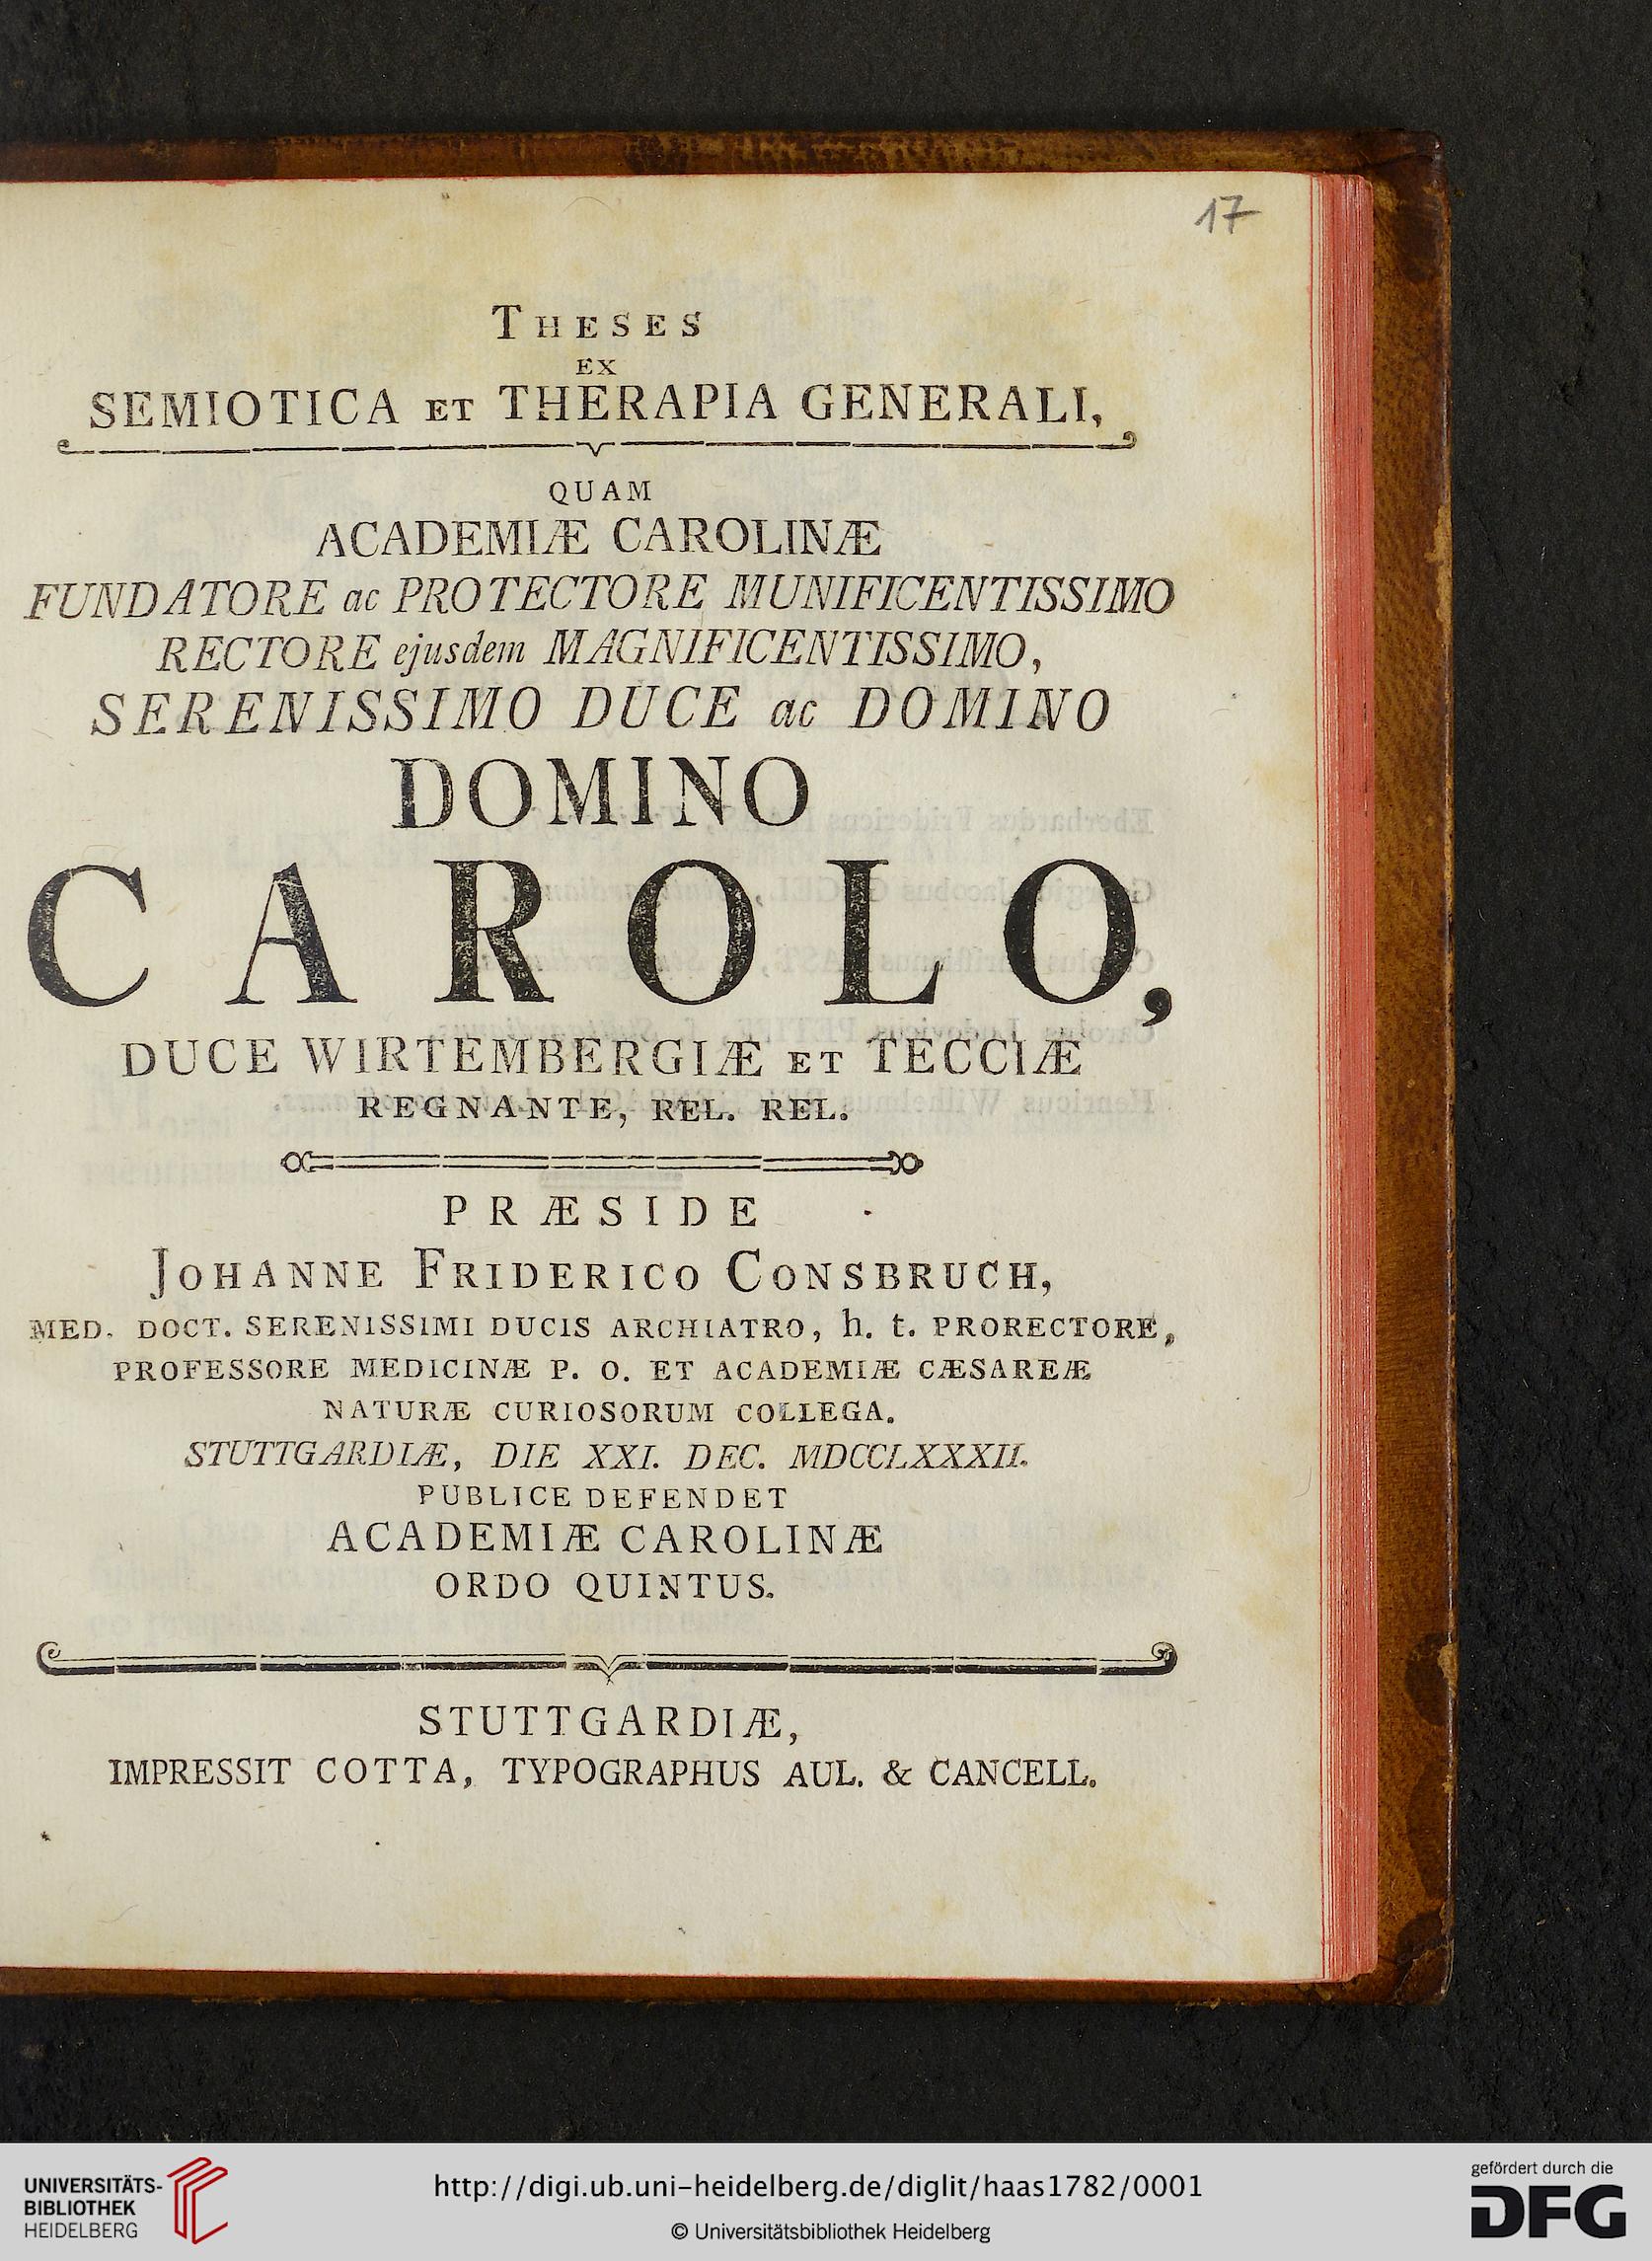 17
THESES
EX
SEMIOTICA ET THERAPIA GENERALI,
QUAM
ACADEMIÆ CAROLINÆ
FUNDATORE ac PROTECTORE MUNIFICENTISSIMO
RECTORE ejusdem MAGNIFICENTISSIMO,
SERENISSIMO DUCE ac DOMINO
DOMINO
CAROLO,
DUCE WIRTEMBERGIÆ ET TECCIÆ
REGNANTE, REL. REL.
PRÆSIDE
JOHANNE FRIDERICO CONSBRUCH,
MED. DOCT. SERENISSIMI DUCIS ARCHIATRO, h. t. PRORECTORE,
PROFESSORE MEDICINÆ P. O. ET ACADEMIÆ CÆSAREÆ
NATURÆ CURIOSORUM COLLEGA.
STUTTGARDIÆ, DIE XXI. DEC. MDCCLXXXII.
PUBLICE DEFENDET
ACADEMIÆ CAROLINÆ
ORDO QUINTUS.
STUTTGARDIÆ,
IMPRESSIT COTTA, TYPOGRAPHUS AUL. & CANCELL.
UNIVERSITÄTS-
BIBLIOTHEK
HEIDELBERG
http://digi.ub.uni-heidelberg.de/diglit/haas1782/0001
© Universitätsbibliothek Heidelberg
gefördert durch die
DFG